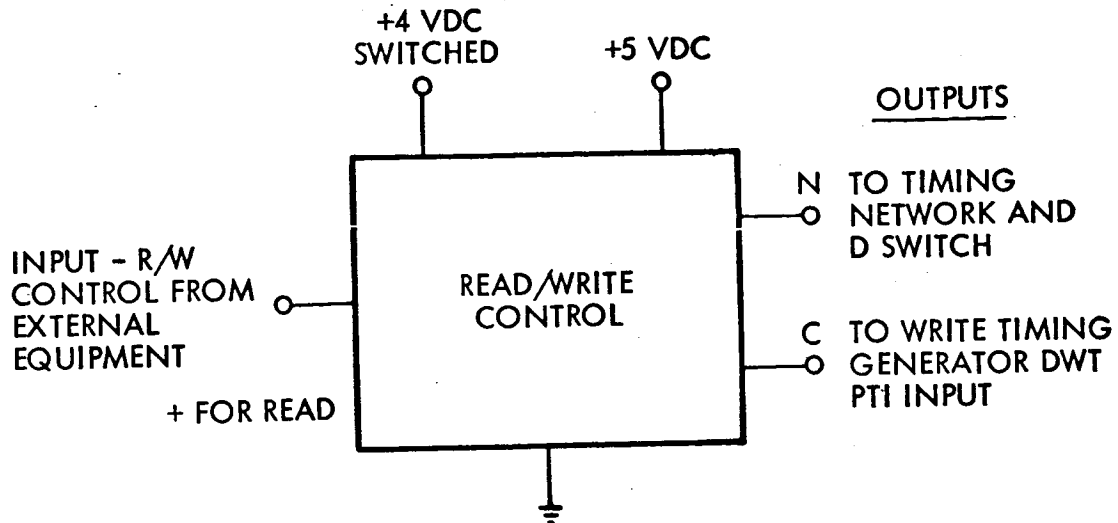 +4 VDC
SWITCHED
+5 VDC
OUTPUTS
N TO TIMING
NETWORK AND
D SWITCH
INPUT - R/W
CONTROL FROM
EXTERNAL
EQUIPMENT
READ/WRITE
CONTROL
C TO WRITE TIMING
GENERATOR DWT
PTI INPUT
+ FOR READ